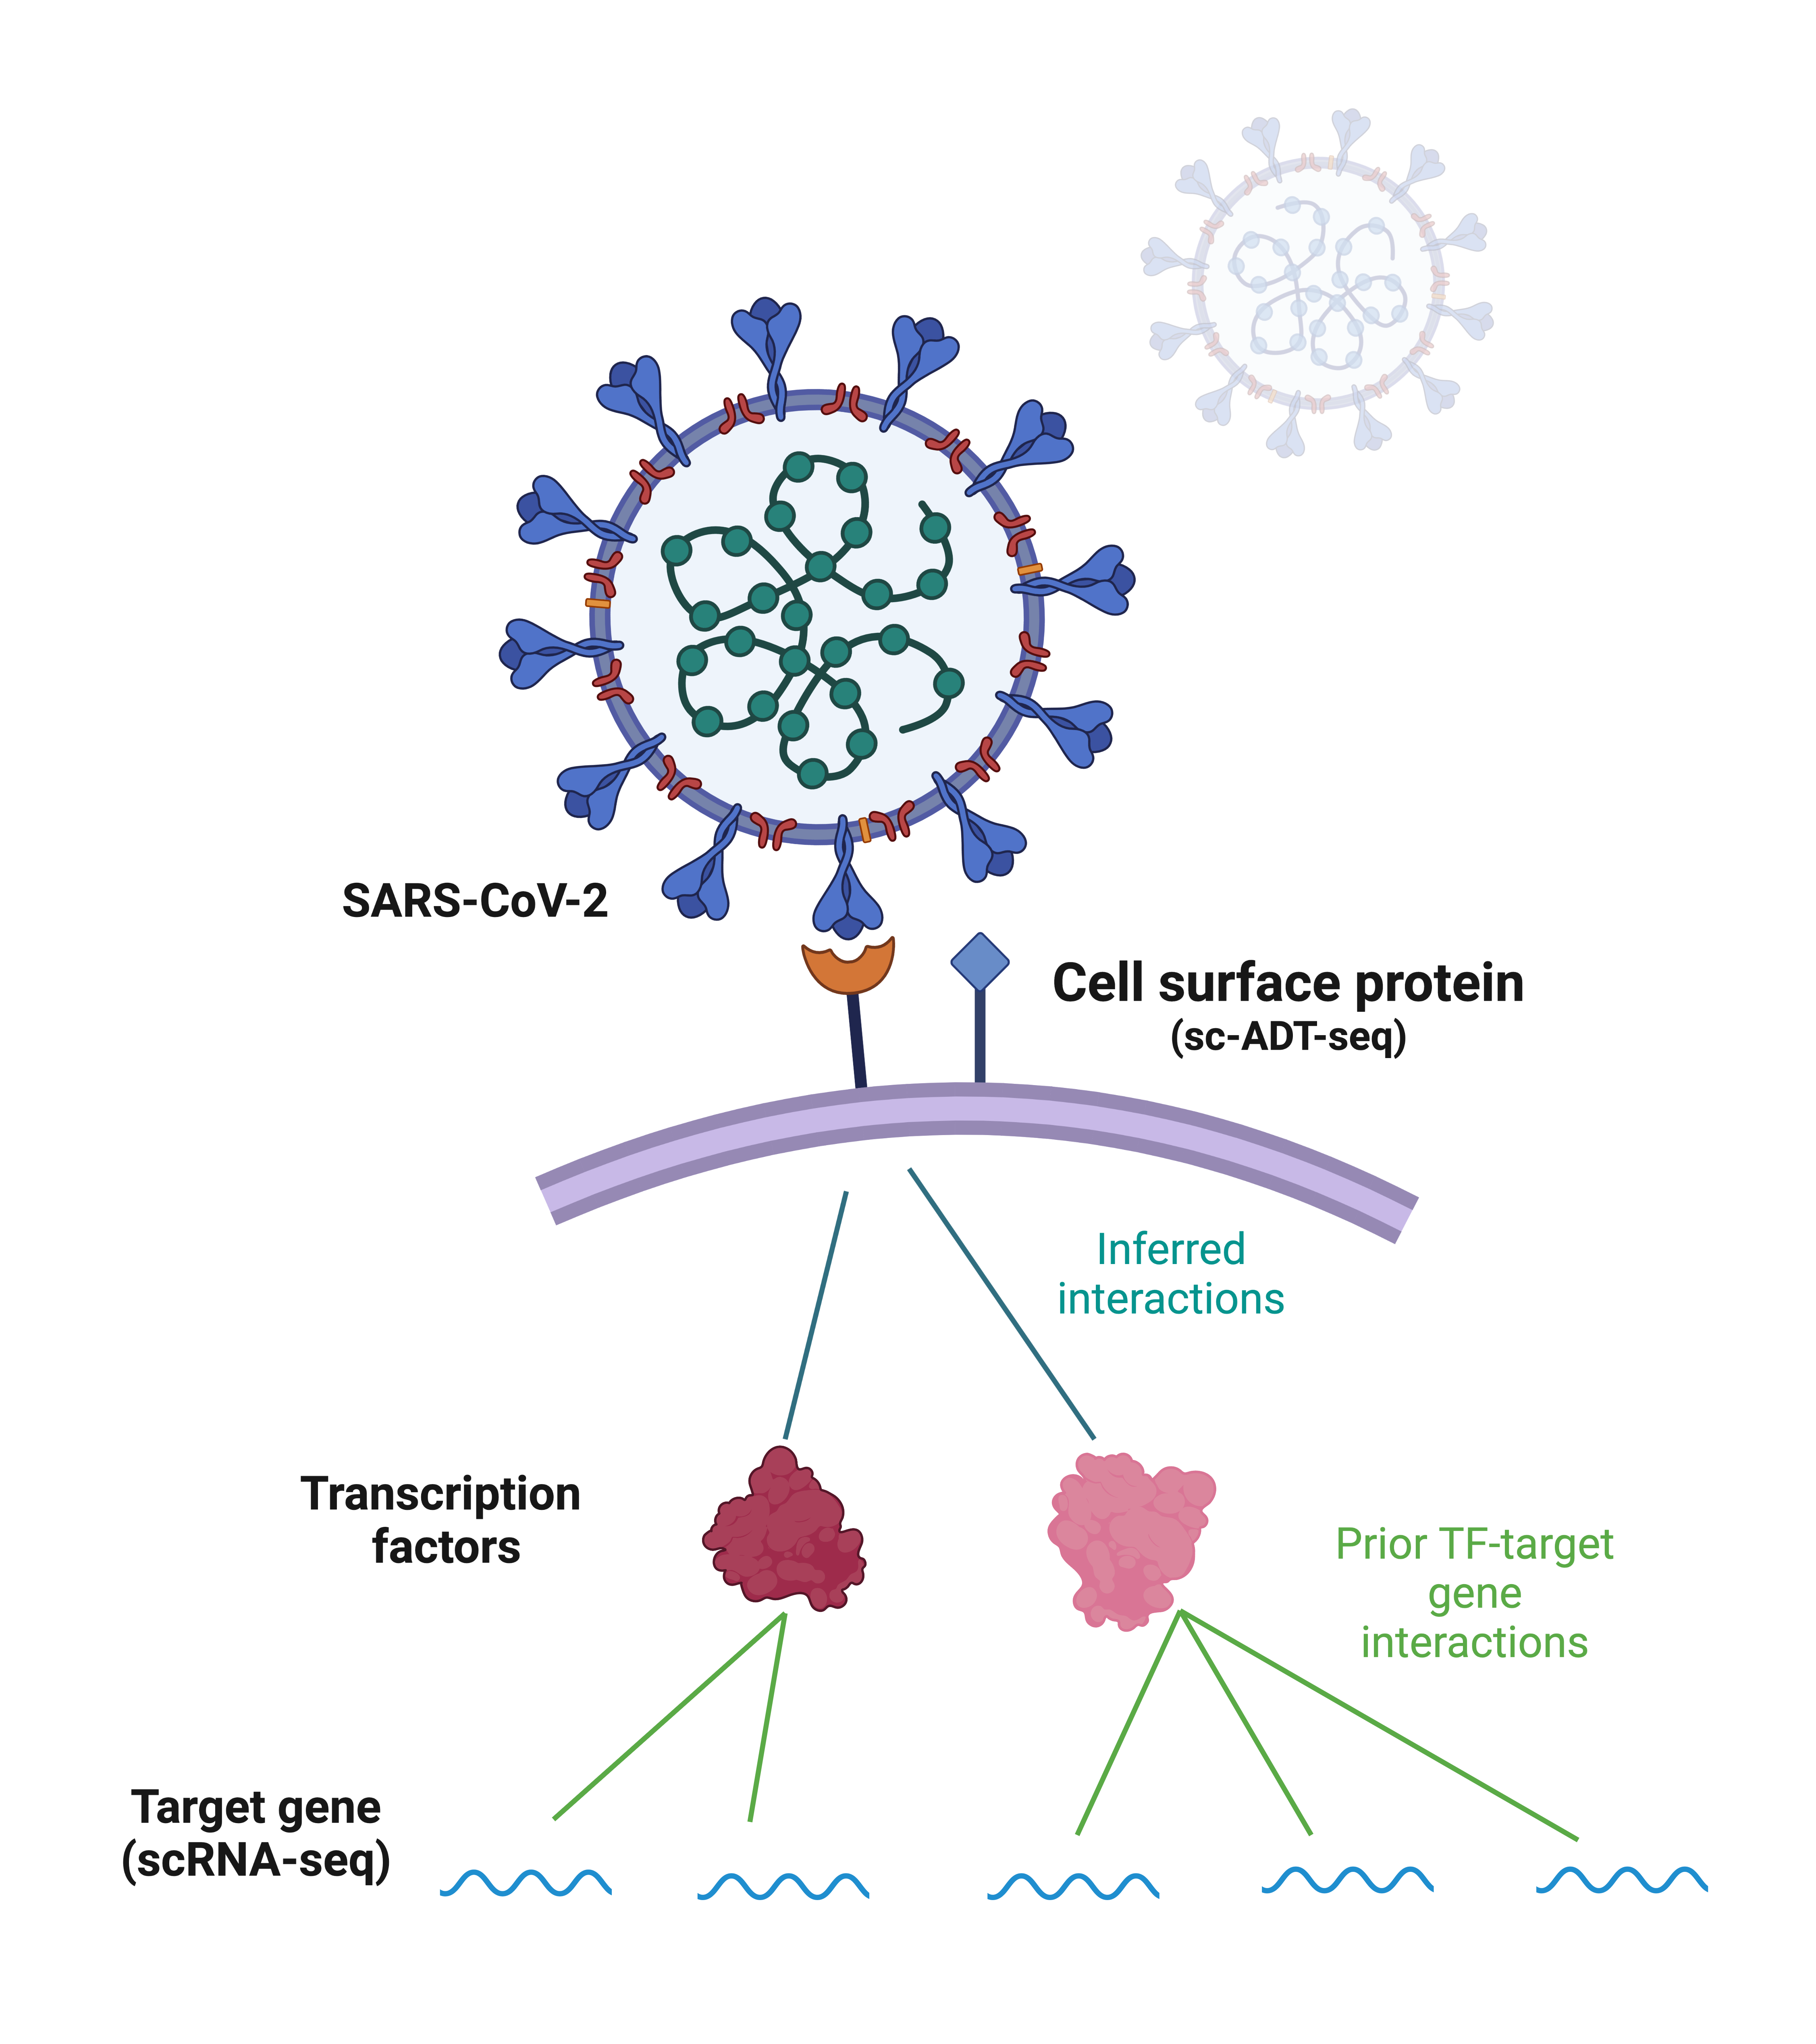 SARS-CoV-2
Cell surface protein
(sc-ADT-seq)
Inferred
interactions
Transcription
factors
Prior TF-target
gene
interactions
Target gene
(scRNA-seq)